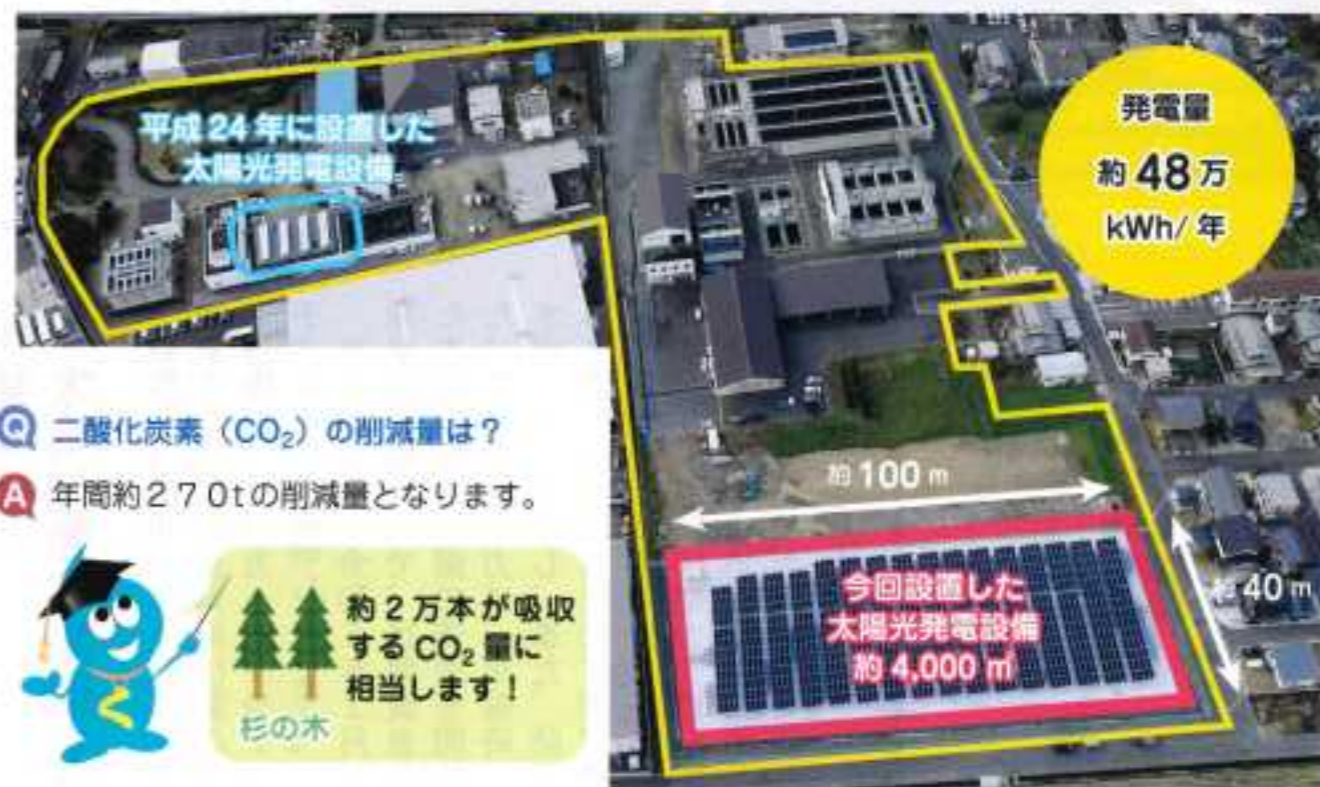 平成24年に設置した
太陽光発電設備
発電量
約48万
kWh/年
Q 二酸化炭素（CO₂）の削減量は？
A 年間約２７０tの削減量となります。
約2万本が吸収
するCO₂量に
相当します！
杉の木
く
約100m
約40m
今回設置した
太陽光発電設備
約4,000㎡